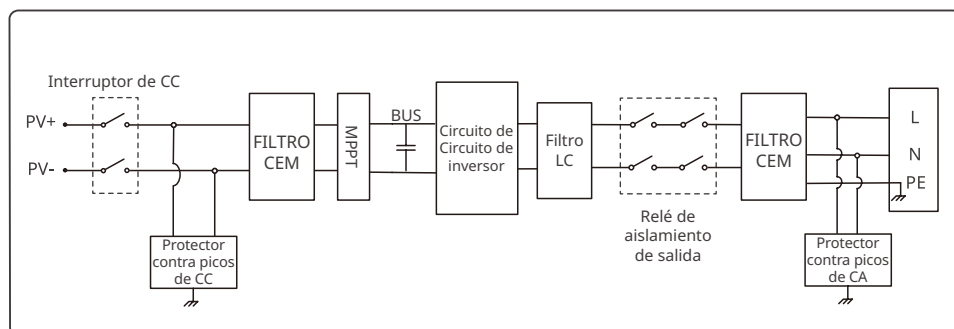 Interruptor de CC
PV+
PV-
Protector
contra picos
de CC
FILTRO
CEM
MPPT
BUS
Circuito de
Circuito de
inversor
Filtro
LC
Relé de
aislamiento
de salida
FILTRO
CEM
L
N
PE
Protector
contra picos
de CA